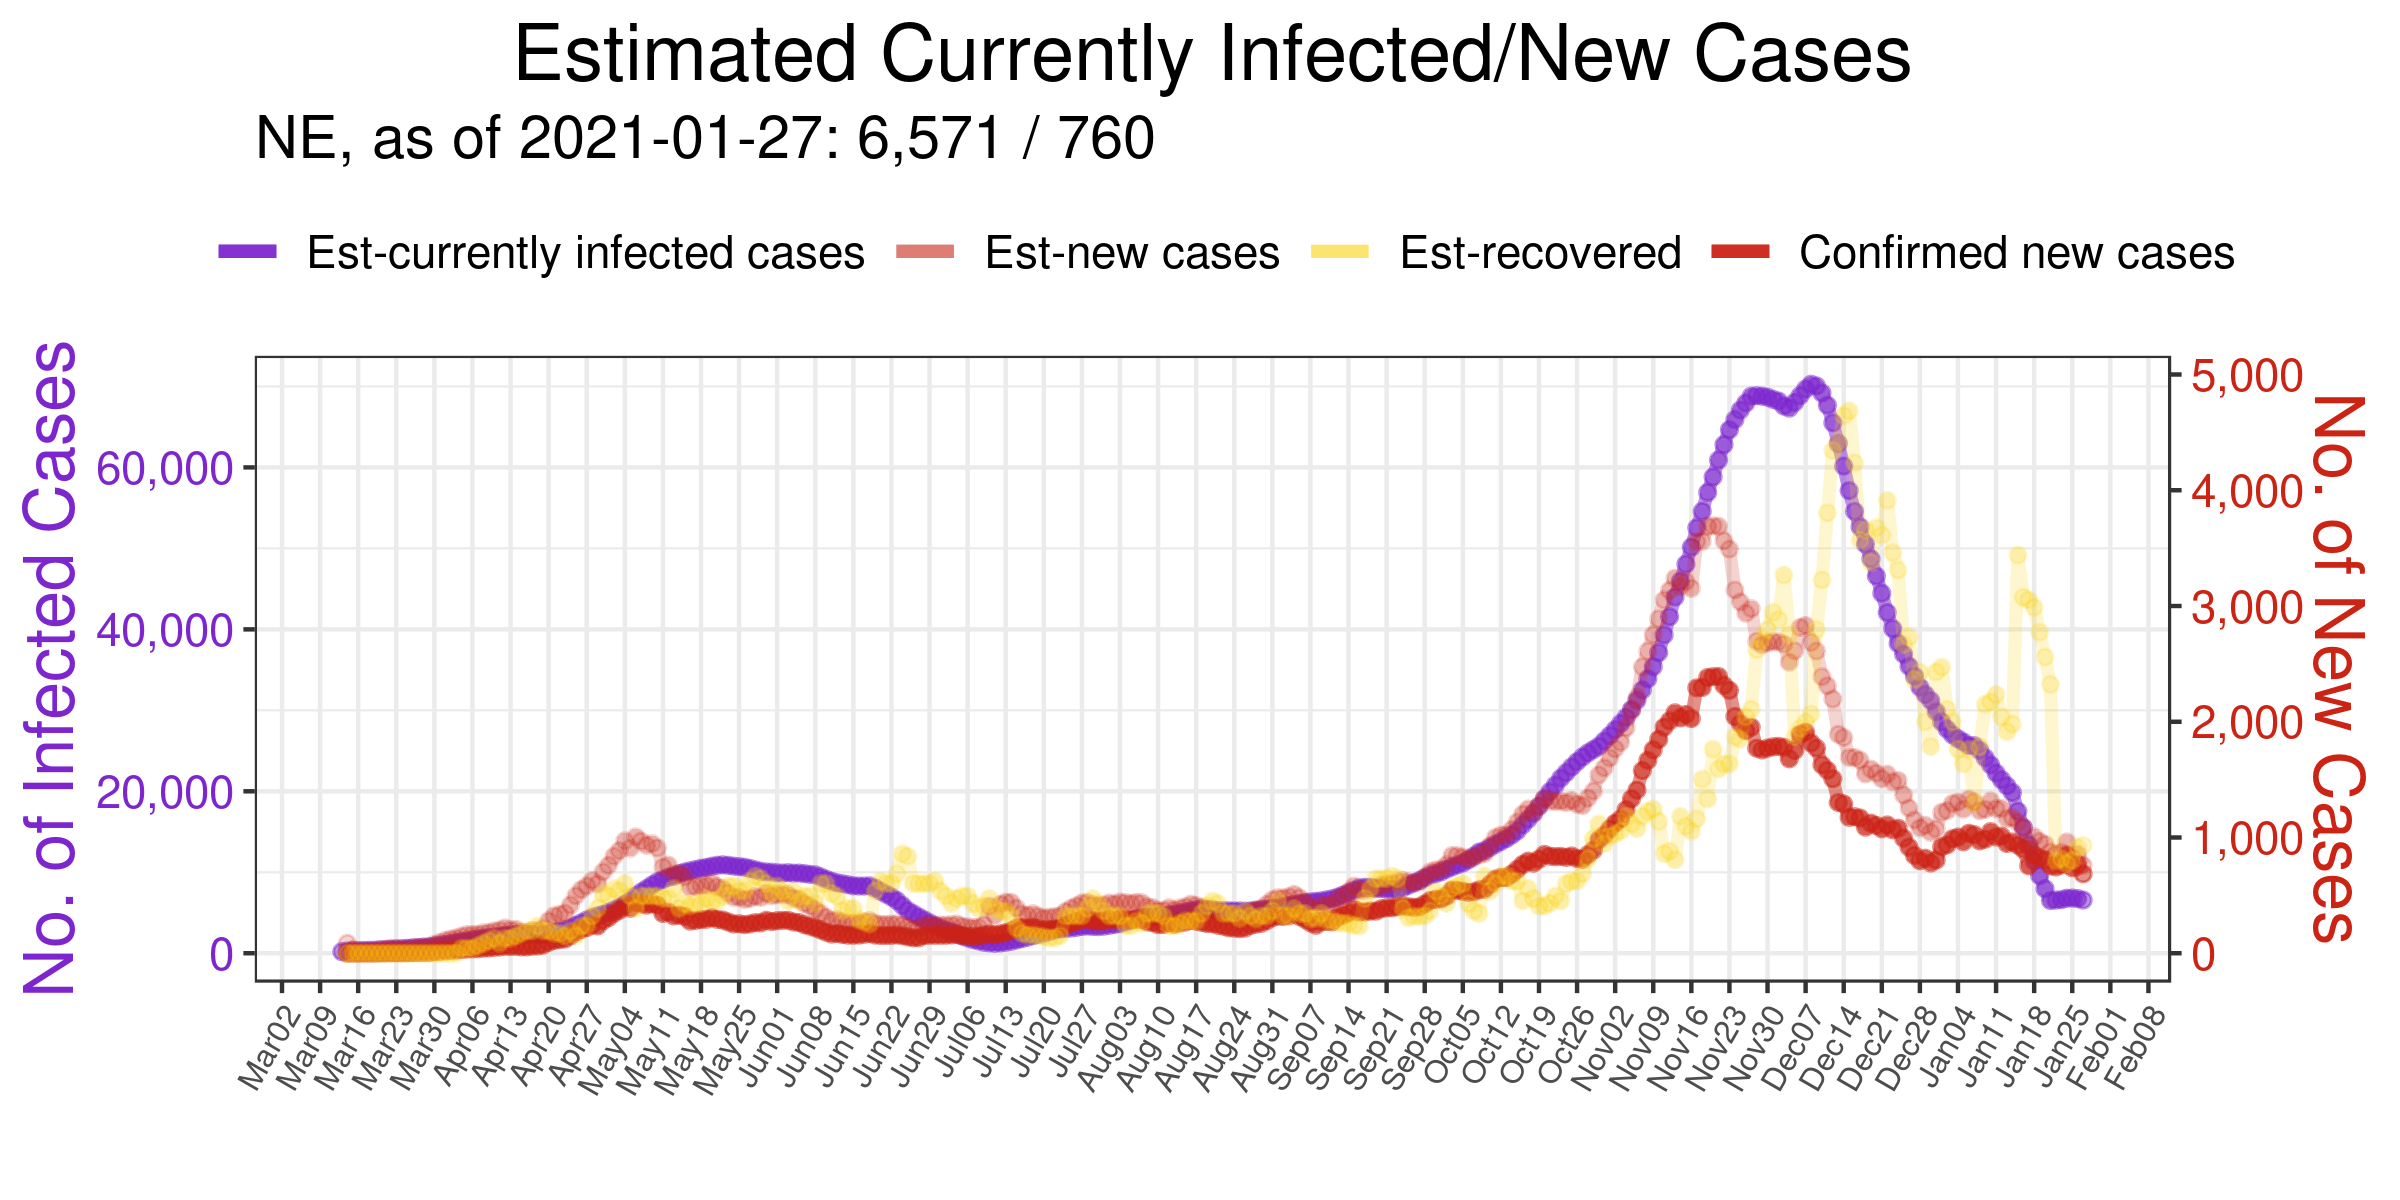 Estimated Currently Infected/New Cases
NE, as of 2021-01-27: 6,571 / 760
Est-currently infected cases Est-new cases Est-recovered Confirmed new cases
No. of Infected Cases
60,000
40,000
20,000
0
5,000
4,000
3,000
2,000
1,000
0
No. of New Cases
Mar02 Mar09 Mar16 Mar23 Mar30 Apr06 Apr13 Apr20 Apr27 May04 May11 May18 May25 Jun01 Jun08 Jun15 Jun22 Jun29 Jul06 Jul13 Jul20 Jul27 Aug03 Aug10 Aug17 Aug24 Aug31 Sep07 Sep14 Sep21 Sep28 Oct05 Oct12 Oct19 Oct26 Nov02 Nov09 Nov16 Nov23 Nov30 Dec07 Dec14 Dec21 Dec28 Jan04 Jan11 Jan18 Jan25 Feb01 Feb08